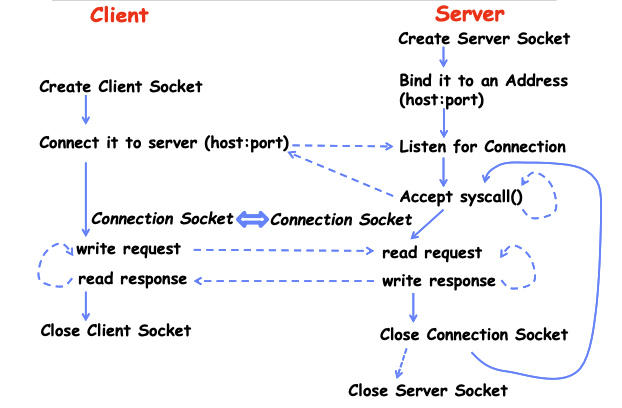 Client
Server
Create Server Socket
Create Client Socket
Bind it to an Address
(host:port)
Connect it to server (host:port)
Listen for Connection
Accept syscall()
Connection Socket
Connection Socket
write request
read request
read response
write response
Close Client Socket
Close Connection Socket
Close Server Socket